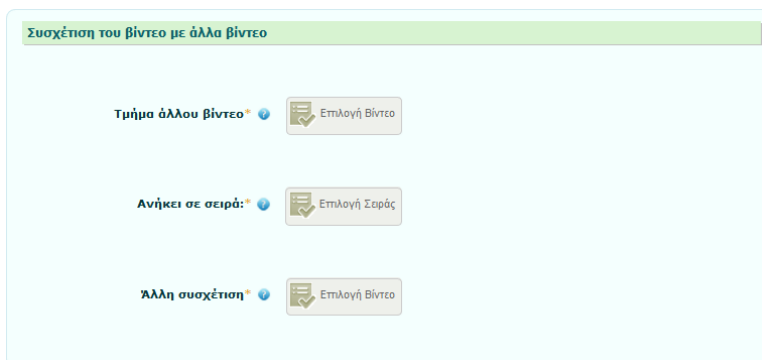 Συσχέτιση του βίντεο με άλλα βίντεο
Τμήμα άλλου βίντεο* ? Επιλογή Βίντεο
Ανήκει σε σειρά:* ? Επιλογή Σειράς
Άλλη συσχέτιση* ? Επιλογή Βίντεο